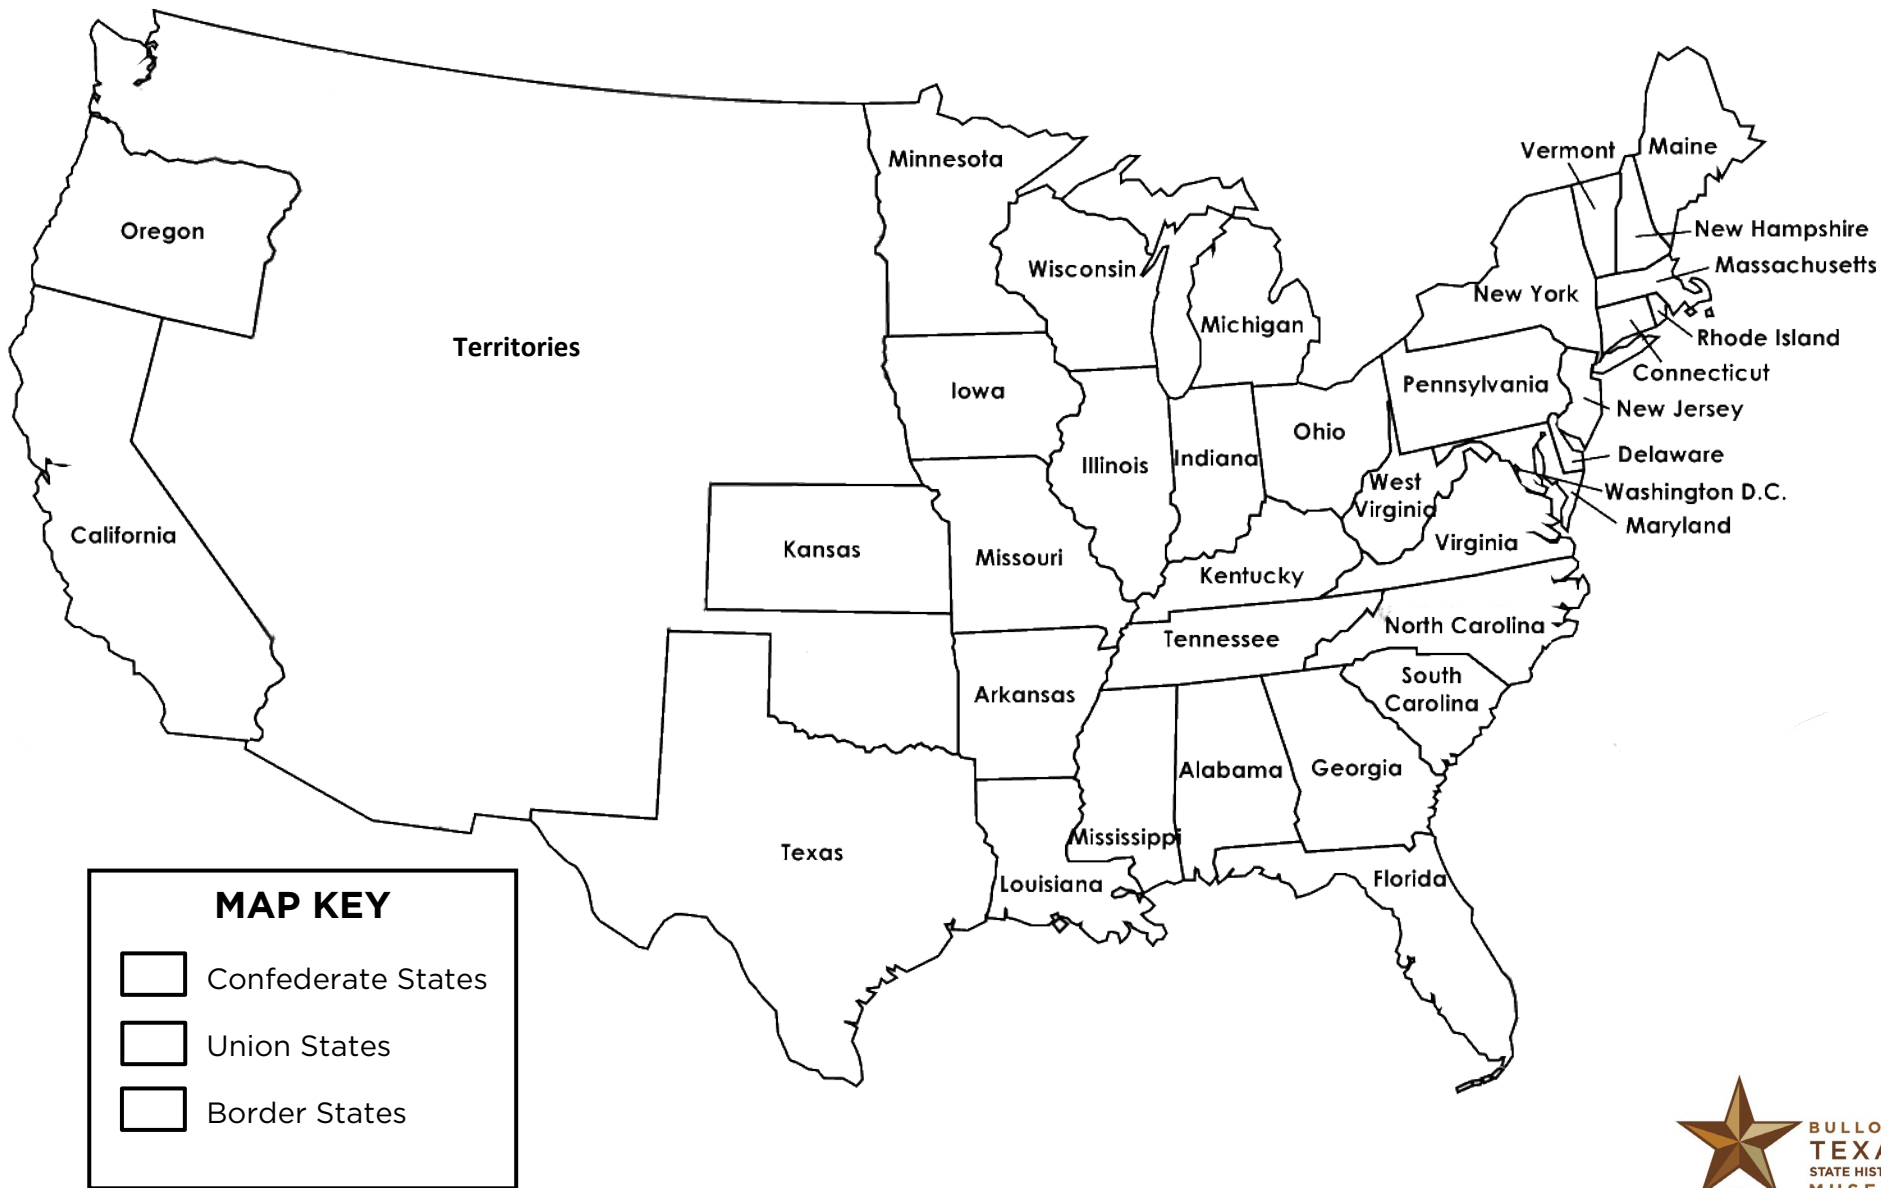 Minnesota
Vermont
Maine
Oregon
New Hampshire
Wisconsin
Massachusetts
New York
Michigan
Rhode Island
Territories
Connecticut
Pennsylvania
Iowa
New Jersey
Ohio
Illinois
Indiana
Delaware
West
Virginia
Washington D.C.
Maryland
California
Kansas
Missouri
Virginia
Kentucky
Tennessee
North Carolina
Arkansas
South
Carolina
Alabama
Georgia
Mississippi
Texas
Louisiana
Florida
MAP KEY
Confederate States
Union States
Border States